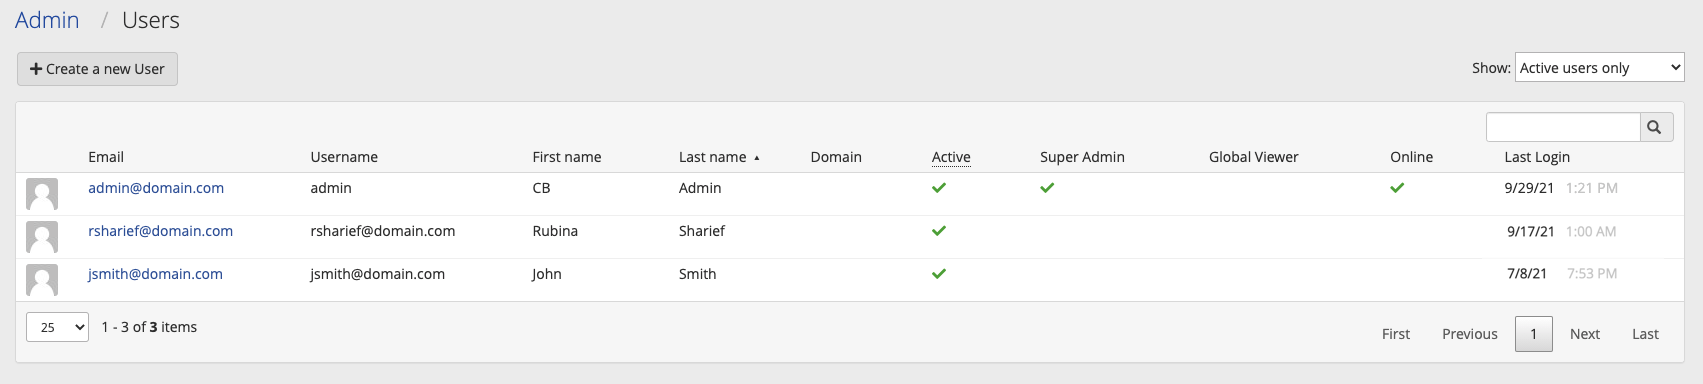 Admin / Users
Create a new User
Show: Active users only
Email Username First name Last name Domain Active Super Admin Global Viewer Online Last Login
admin@domain.com admin CB Admin 9/29/21 1:21 PM
rsharief@domain.com rsharief@domain.com Rubina Sharief 9/17/21 1:00 AM
jsmith@domain.com jsmith@domain.com John Smith 7/8/21 7:53 PM
25 1 - 3 of 3 items
First Previous 1 Next Last